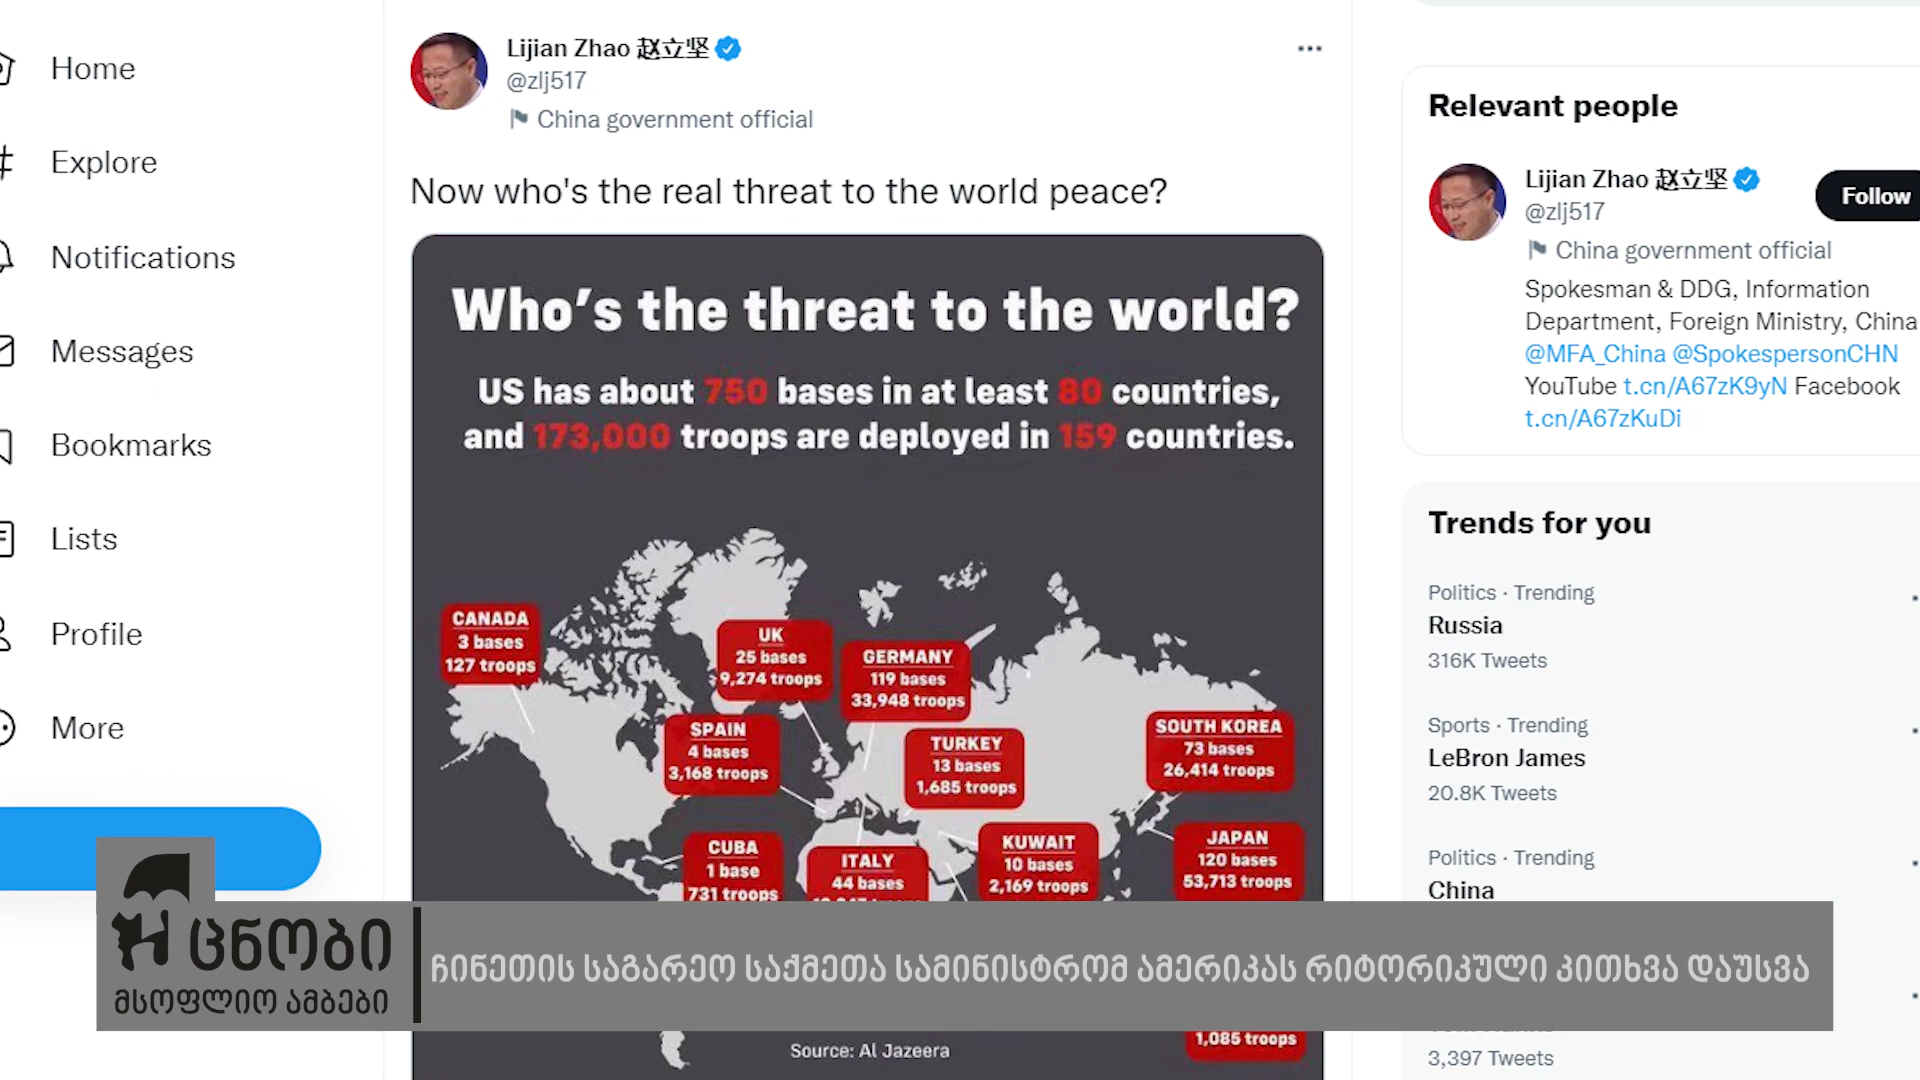 Home
Explore
Notifications
Messages
Bookmarks
Lists
Profile
More
Lijian Zhao 赵立坚
@zlj517
China government official
Now who's the real threat to the world peace?
Who's the threat to the world?
US has about 750 bases in at least 80 countries,
and 173,000 troops are deployed in 159 countries.
CANADA
3 bases
127 troops
UK
25 bases
9,274 troops
GERMANY
119 bases
33,948 troops
SPAIN
4 bases
3,168 troops
TURKEY
13 bases
1,685 troops
SOUTH KOREA
73 bases
26,414 troops
CUBA
1 base
731 troops
ITALY
44 bases
KUWAIT
10 bases
2,169 troops
JAPAN
120 bases
53,713 troops
1,085 troops
Source: Al Jazeera
Relevant people
Lijian Zhao 赵立坚
@zlj517
Follow
China government official
Spokesman & DDG, Information
Department, Foreign Ministry, China
@MFA_China @SpokespersonCHN
YouTube t.cn/A67zK9yN Facebook
t.cn/A67zKuDi
Trends for you
Politics · Trending
Russia
316K Tweets
Sports · Trending
LeBron James
20.8K Tweets
Politics · Trending
China
3,397 Tweets
ცნობი
მსოფლიო ამბები
ჩინეთის საგარეო საქმეთა სამინისტრომ ამერიკას რიტორიკული კითხვა დაუსვა